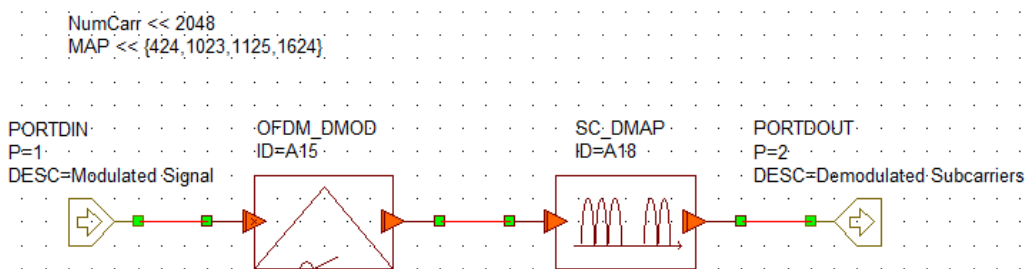 NumCarr << 2048
MAP << {424,1023,1125,1624}
PORTDIN
P=1
DESC=Modulated Signal
OFDM_DMOD
ID=A15
SC_DMAP
ID=A18
PORTDOUT
P=2
DESC=Demodulated Subcarriers